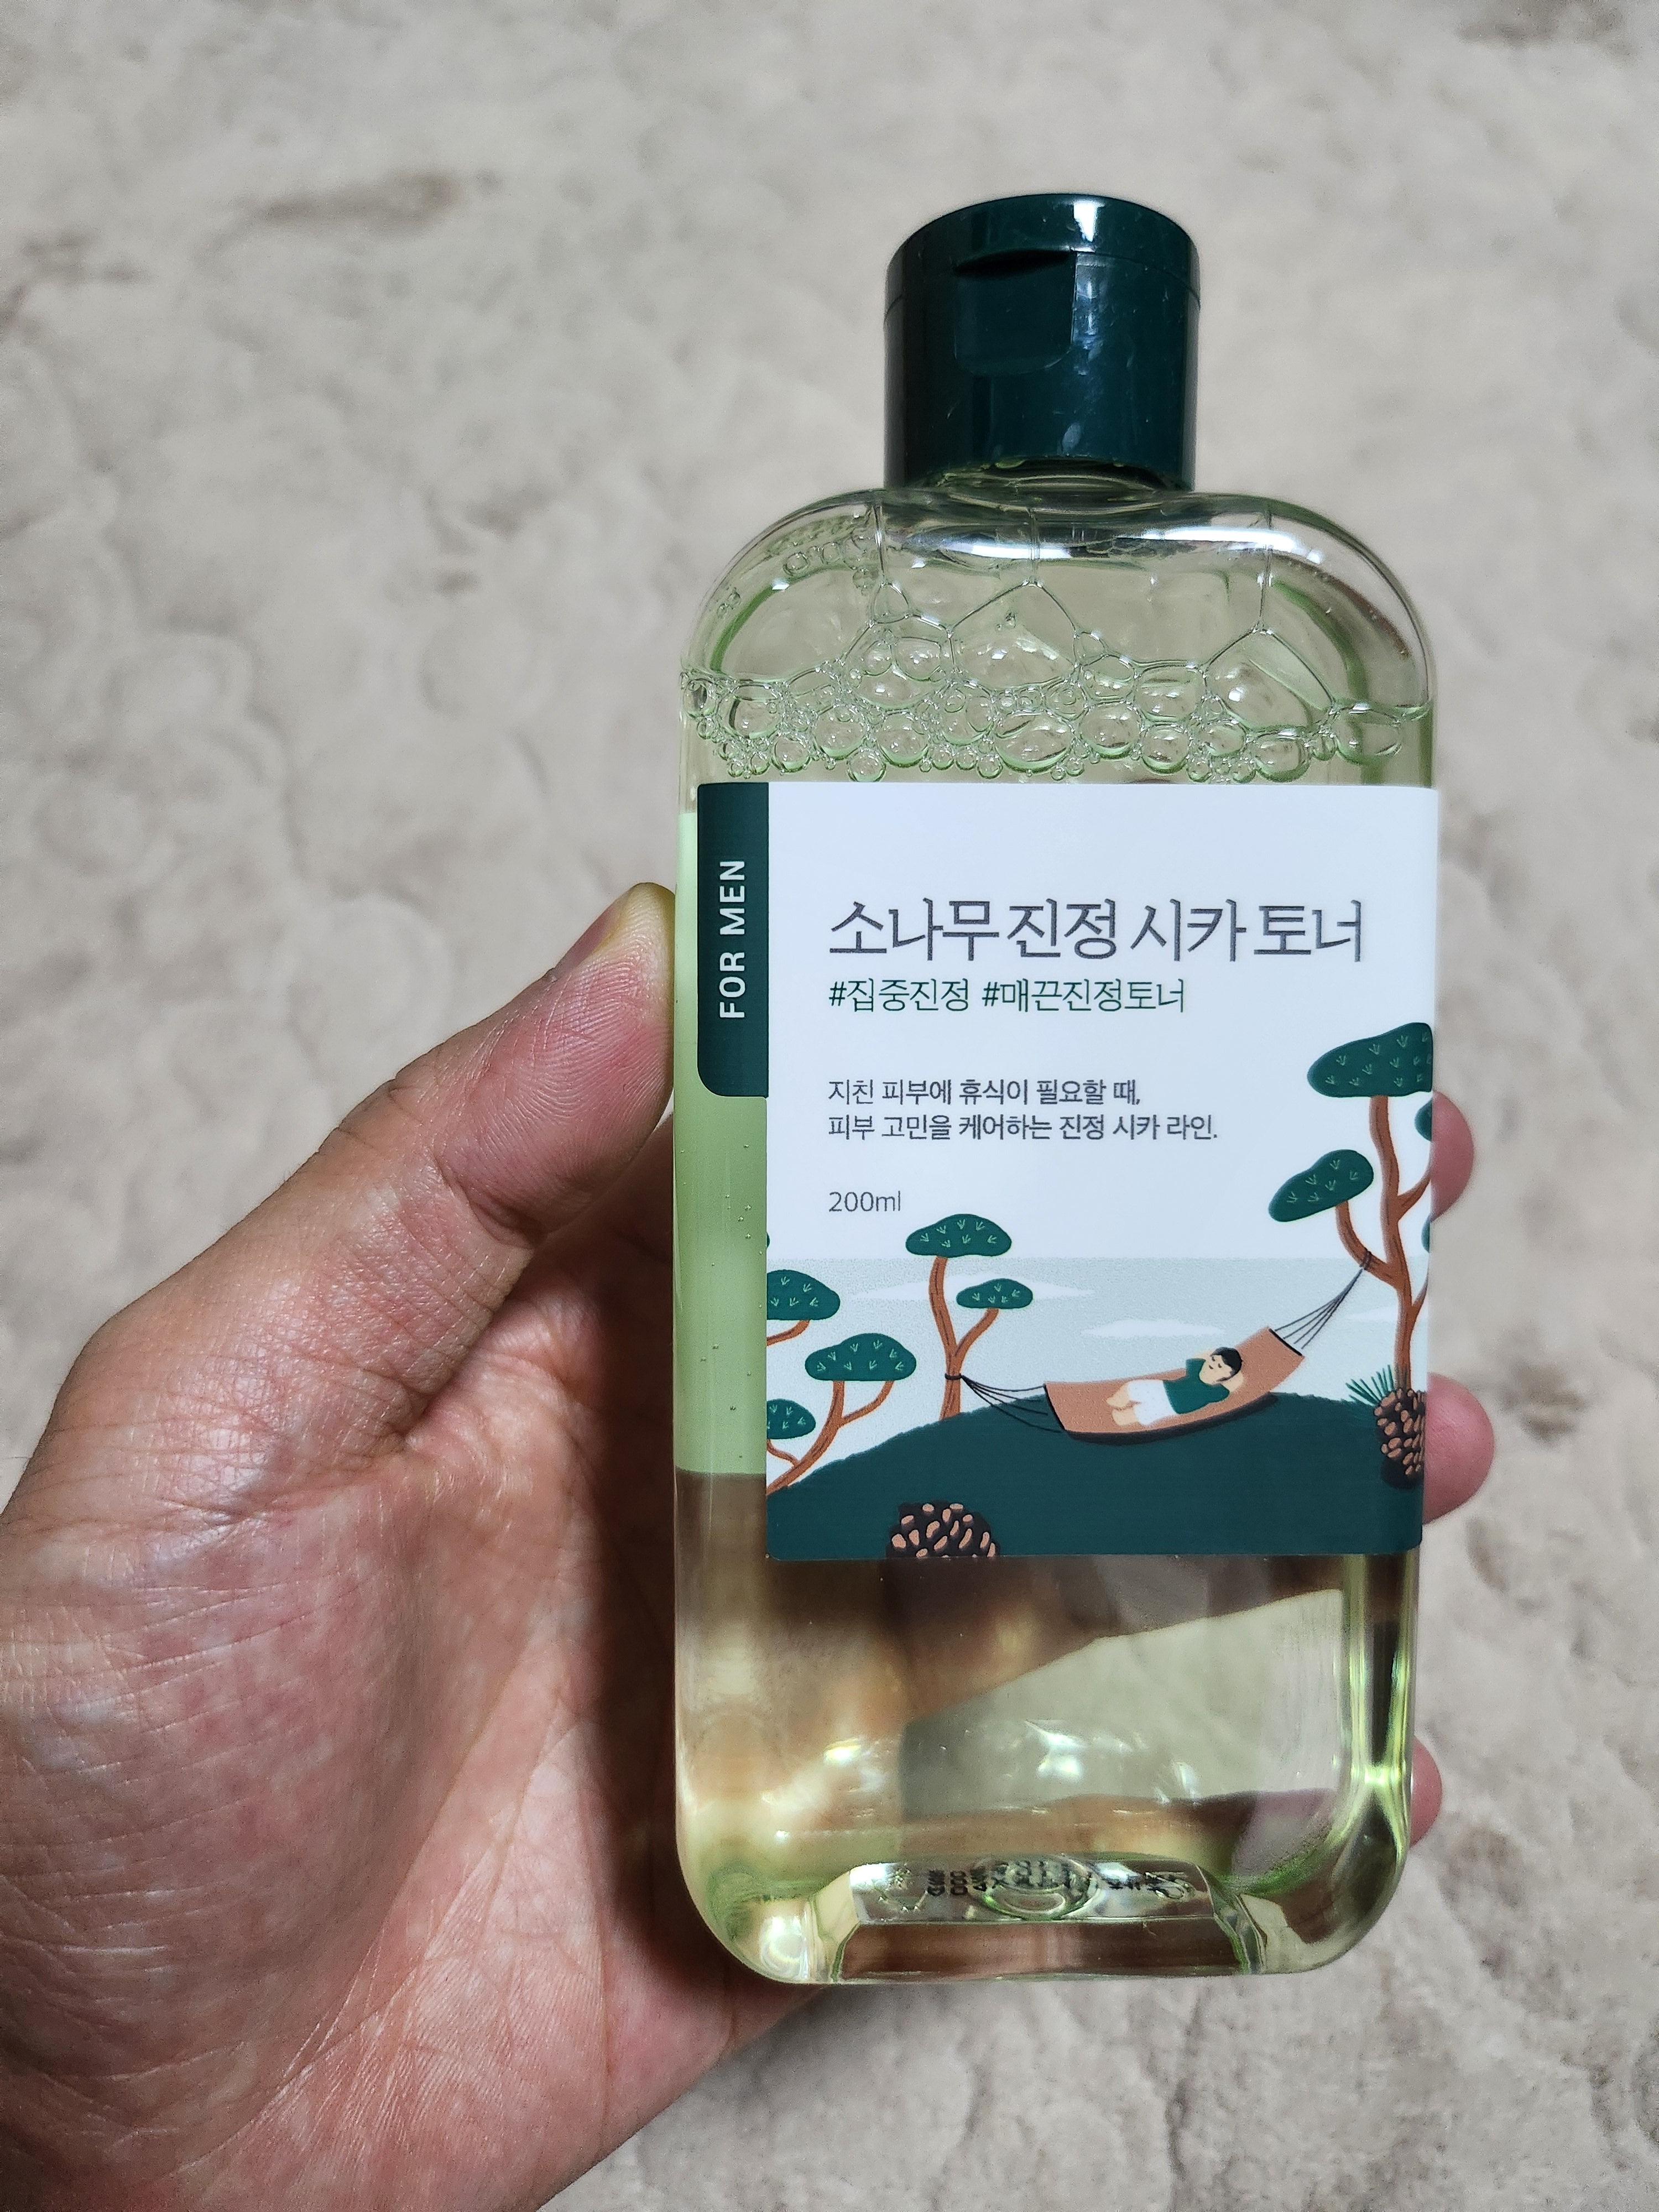 FOR MEN
소나무 진정 시카 토너
#집중진정 #매끈진정토너
지친 피부에 휴식이 필요할 때,
피부 고민을 케어하는 진정 시카 라인.
200ml